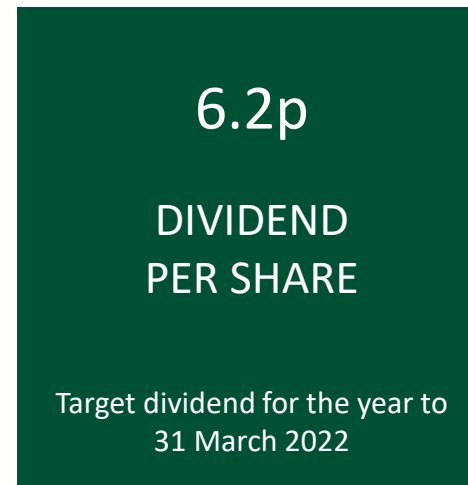 6.2p
DIVIDEND
PER SHARE
Target dividend for the year to
31 March 2022